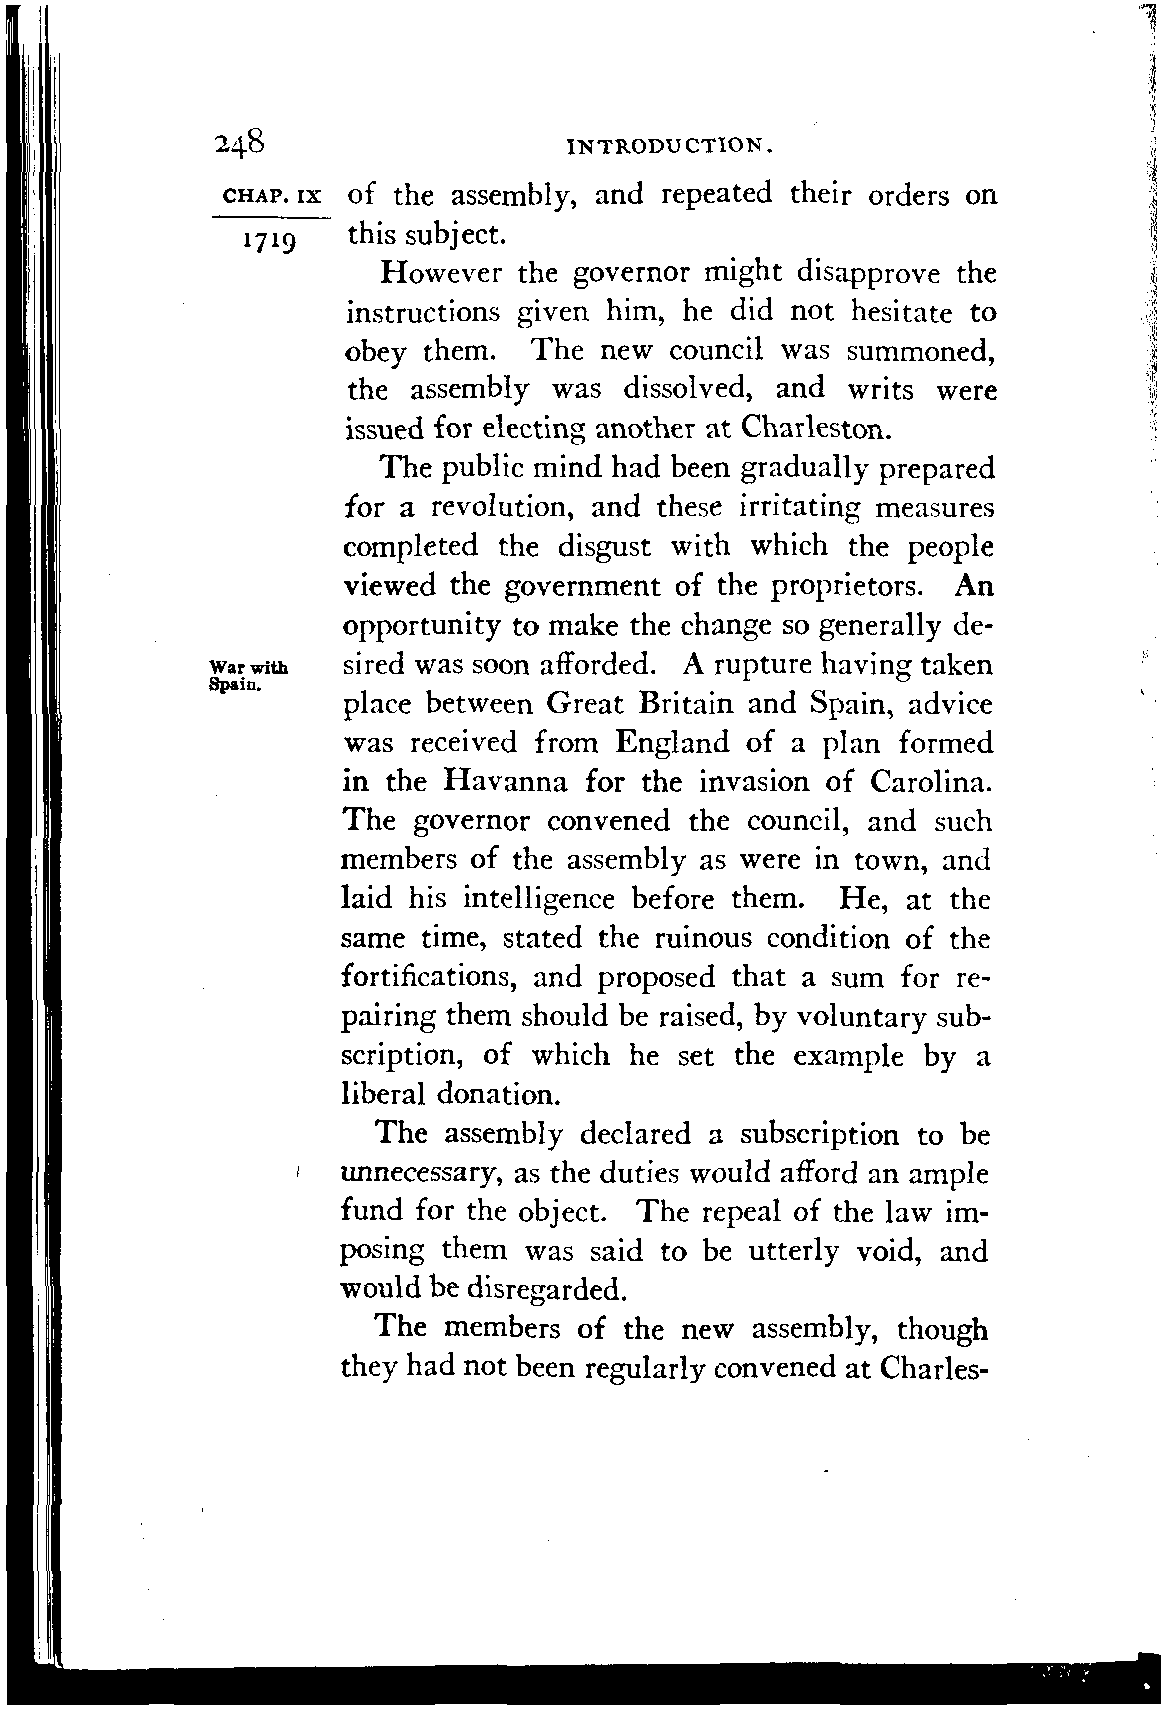 248 INTRODUCTION.
CHAP. IX of the assembly, and repeated their orders on
1719 this subject.
However the governor might disapprove the
instructions given him, he did not hesitate to
obey them. The new council was summoned,
the assembly was dissolved, and writs were
issued for electing another at Charleston.
The public mind had been gradually prepared
for a revolution, and these irritating measures
completed the disgust with which the people
viewed the government of the proprietors. An
opportunity to make the change so generally de-
War with sired was soon afforded. A rupture having taken
Spain.
place between Great Britain and Spain, advice
was received from England of a plan formed
in the Havanna for the invasion of Carolina.
The governor convened the council, and such
members of the assembly as were in town, and
laid his intelligence before them. He, at the
same time, stated the ruinous condition of the
fortifications, and proposed that a sum for re-
pairing them should be raised, by voluntary sub-
scription, of which he set the example by a
liberal donation.
The assembly declared a subscription to be
unnecessary, as the duties would afford an ample
fund for the object. The repeal of the law im-
posing them was said to be utterly void, and
would be disregarded.
The members of the new assembly, though
they had not been regularly convened at Charles-